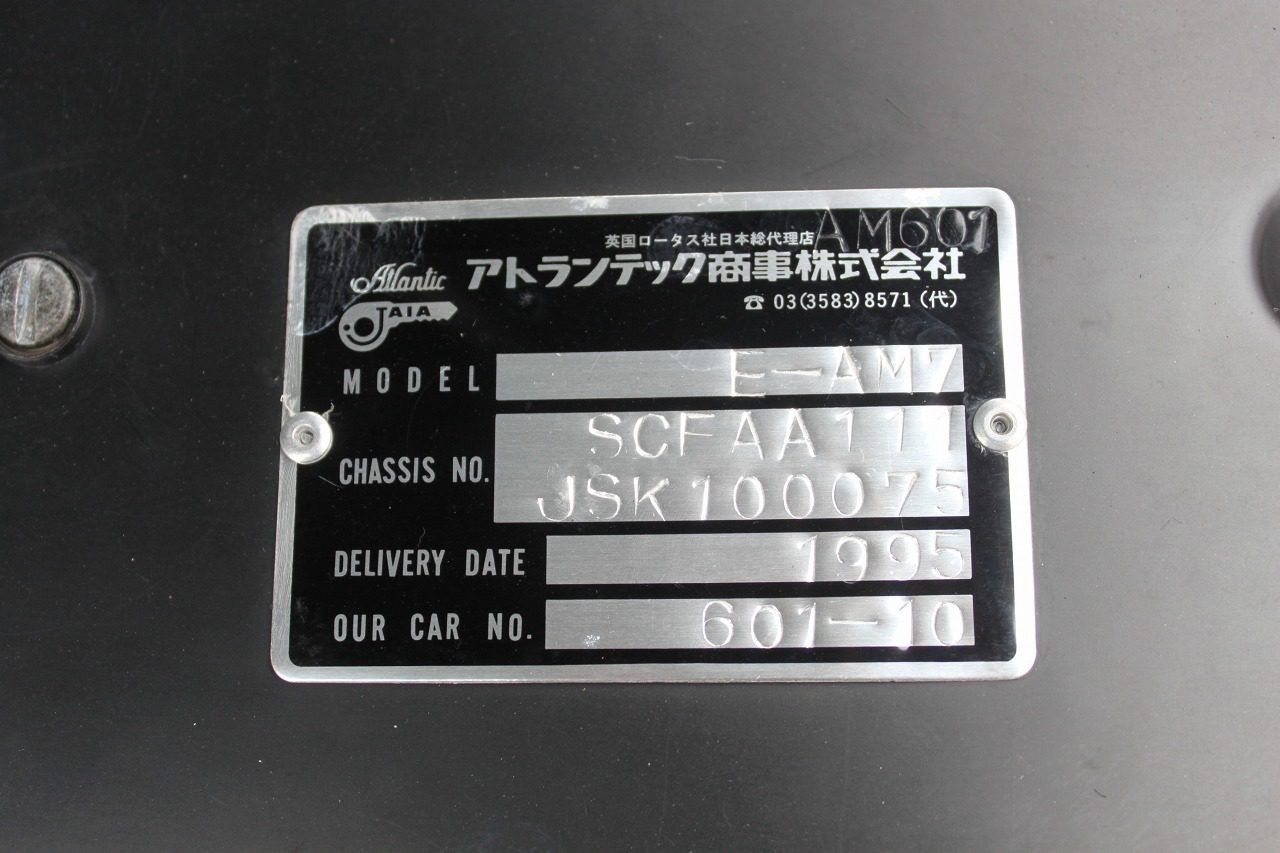 AM601
英国ロータス社日本総代理店
Atlantic アトランテック商事株式会社
JAIA
☎ 03(3583)8571(代)
MODEL E-AM7
CHASSIS NO. SCFAA111
JSK100075
DELIVERY DATE 1995
OUR CAR NO. 601-10